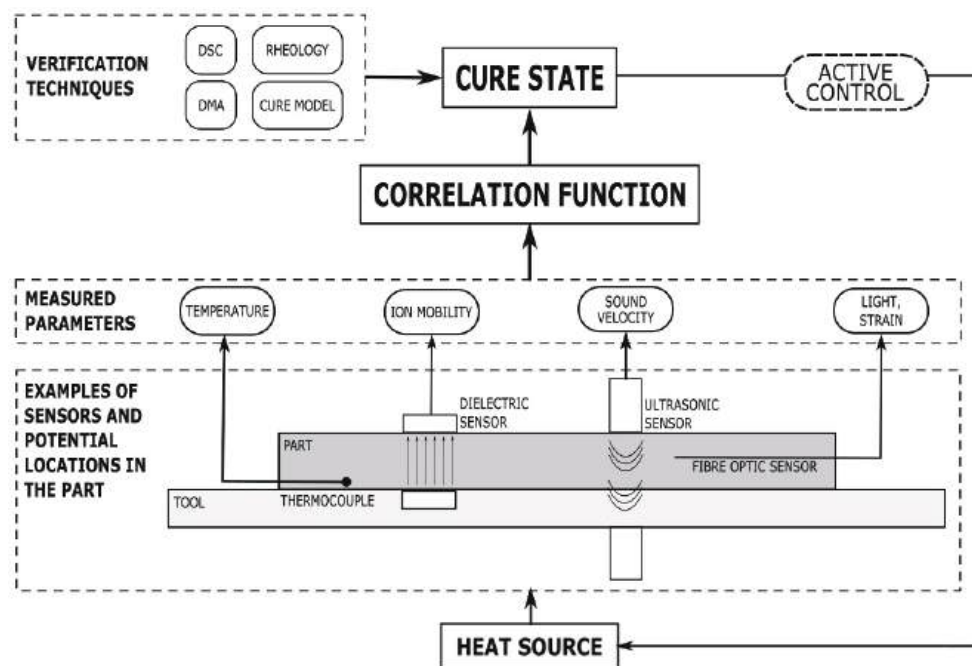 VERIFICATION
TECHNIQUES
DSC
RHEOLOGY
DMA
CURE MODEL
CURE STATE
ACTIVE
CONTROL
CORRELATION FUNCTION
MEASURED
PARAMETERS
TEMPERATURE
ION MOBILITY
SOUND
VELOCITY
LIGHT,
STRAIN
EXAMPLES OF
SENSORS AND
POTENTIAL
LOCATIONS IN
THE PART
DIELECTRIC
SENSOR
ULTRASONIC
SENSOR
PART
FIBRE OPTIC SENSOR
THERMOCOUPLE
TOOL
HEAT SOURCE